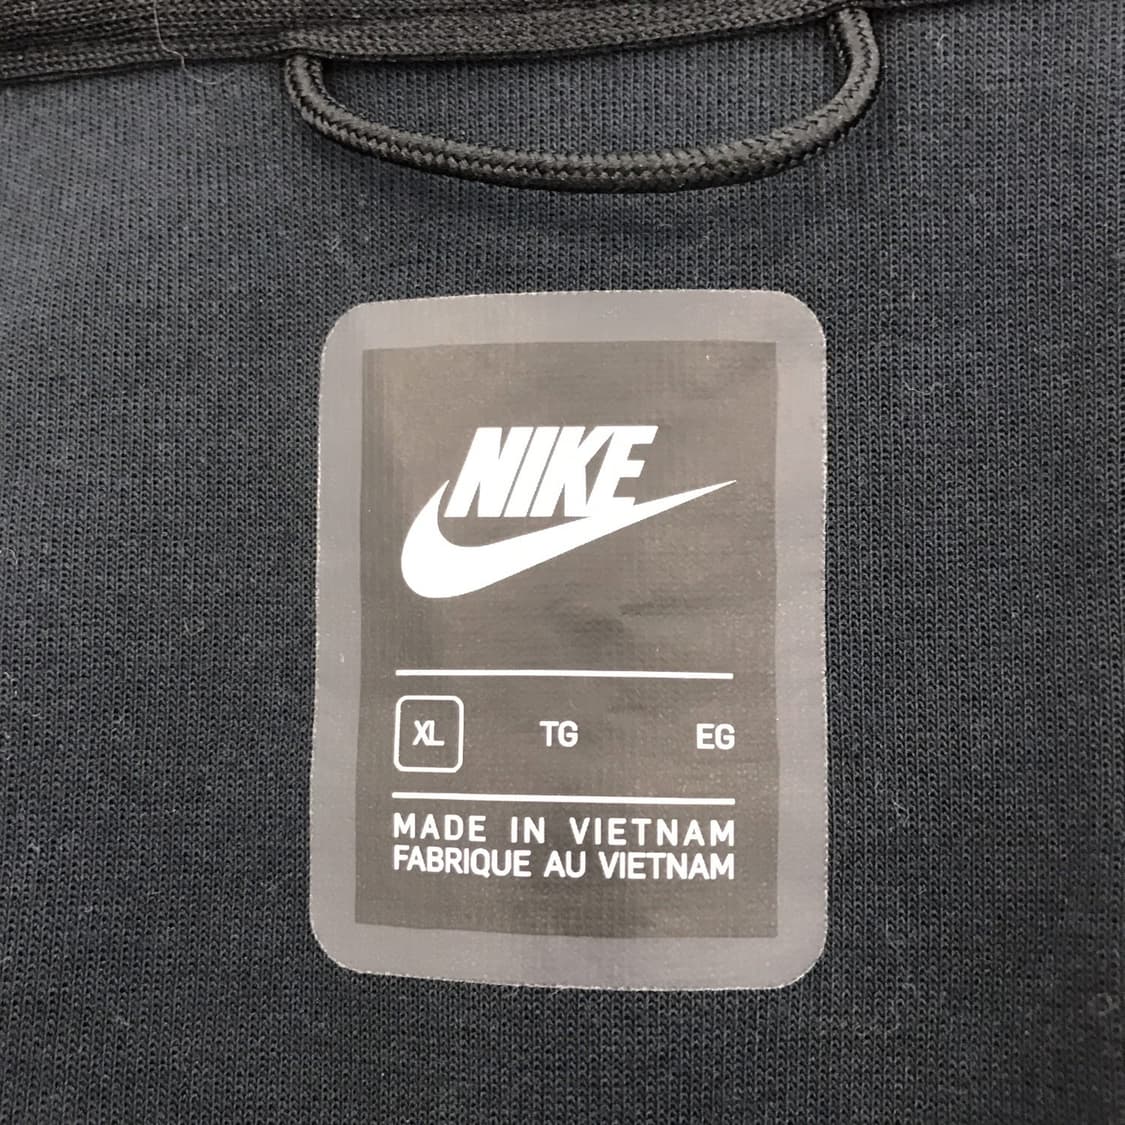 NIKE
XL TG EG
MADE IN VIETNAM
FABRIQUE AU VIETNAM